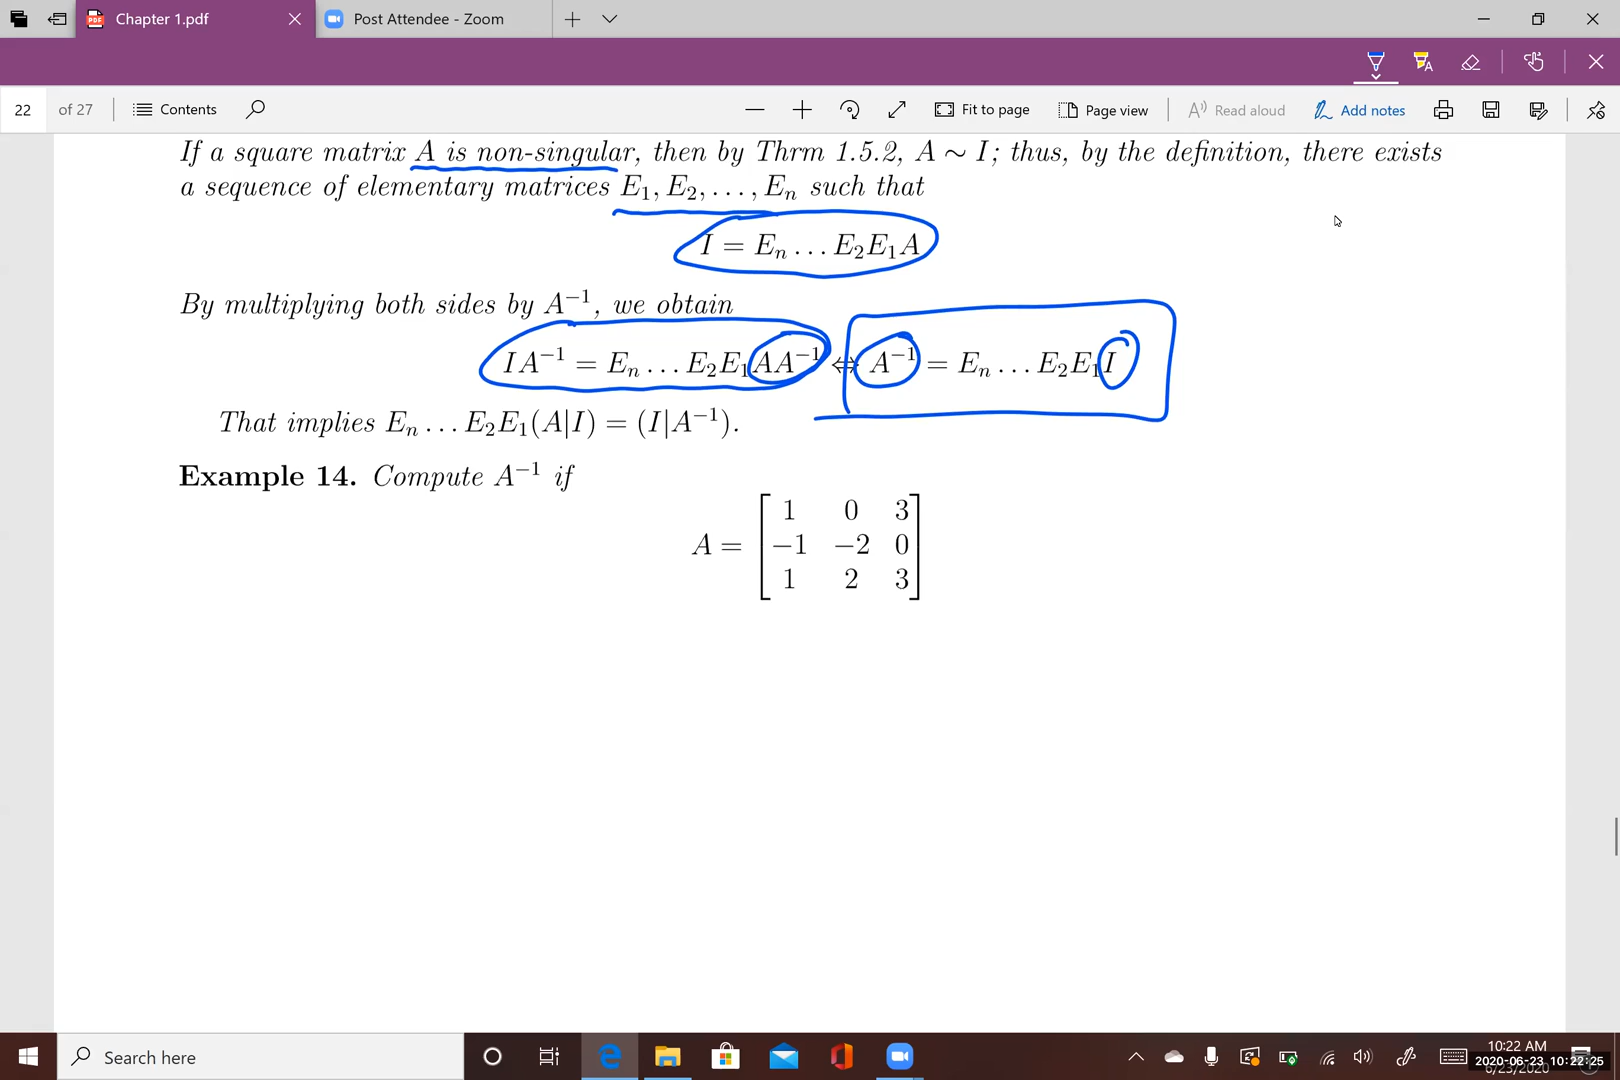 Chapter 1.pdf
Post Attendee - Zoom
22 of 27 Contents Fit to page Page view Read aloud Add notes
If a square matrix A is non-singular, then by Thrm 1.5.2, A ∼ I; thus, by the definition, there exists
a sequence of elementary matrices E₁, E₂, . . . , Eₙ such that
I = Eₙ . . . E₂E₁A
By multiplying both sides by A⁻¹, we obtain
IA⁻¹ = Eₙ . . . E₂E₁AA⁻¹ ⇔ A⁻¹ = Eₙ . . . E₂E₁I
That implies Eₙ . . . E₂E₁(A|I) = (I|A⁻¹).
Example 14. Compute A⁻¹ if
A = [1 0 3
−1 −2 0
1 2 3]
Search here
10:22 AM
2020-06-23 10:22:25
6/23/2020